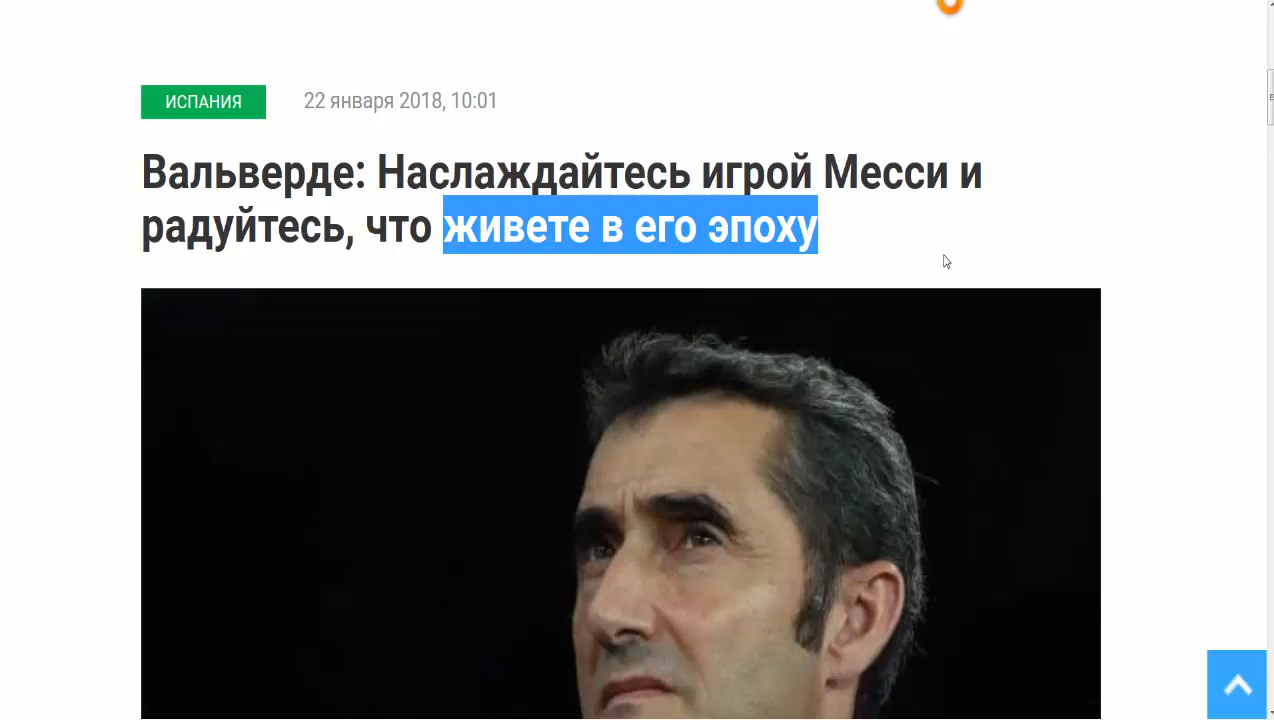 ИСПАНИЯ
22 января 2018, 10:01
Вальверде: Наслаждайтесь игрой Месси и
радуйтесь, что живете в его эпоху